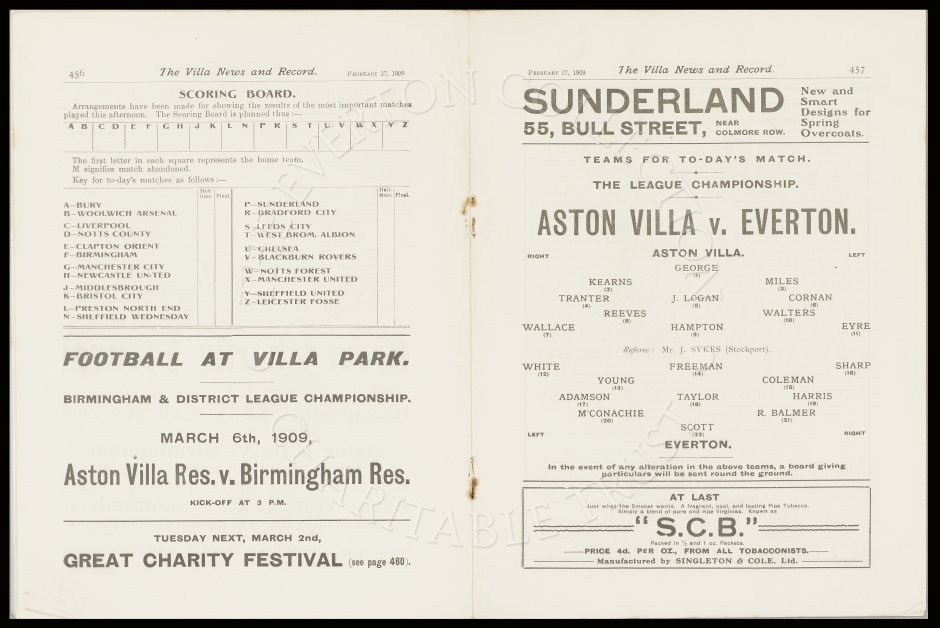 456 The Villa News and Record. FEBRUARY 27, 1909
SCORING BOARD.
Arrangements have been made for showing the results of the most important matches
played this afternoon. The Scoring Board is planned thus:—
A B C D E F G H J K L N P R S T U V W X Y Z
The first letter in each square represents the home team.
M signifies match abandoned.
Key for to-day's matches as follows:—
Half time. Final.
A—BURY
B—WOOLWICH ARSENAL
C—LIVERPOOL
D—NOTTS COUNTY
E—CLAPTON ORIENT
F—BIRMINGHAM
G—MANCHESTER CITY
H—NEWCASTLE UNITED
J—MIDDLESBROUGH
K—BRISTOL CITY
L—PRESTON NORTH END
N—SHEFFIELD WEDNESDAY
Half-time. Final.
P—SUNDERLAND
R—BRADFORD CITY
S—LEEDS CITY
T—WEST BROM. ALBION
U—CHELSEA
V—BLACKBURN ROVERS
W—NOTTS FOREST
X—MANCHESTER UNITED
Y—SHEFFIELD UNITED
Z—LEICESTER FOSSE
FOOTBALL AT VILLA PARK.
BIRMINGHAM & DISTRICT LEAGUE CHAMPIONSHIP.
MARCH 6th, 1909,
Aston Villa Res. v. Birmingham Res.
KICK-OFF AT 3 P.M.
TUESDAY NEXT, MARCH 2nd,
GREAT CHARITY FESTIVAL (see page 460).
FEBRUARY 27, 1909 The Villa News and Record. 457
SUNDERLAND
55, BULL STREET, NEAR COLMORE ROW.
New and
Smart
Designs for
Spring
Overcoats.
TEAMS FOR TO-DAY'S MATCH.
THE LEAGUE CHAMPIONSHIP.
ASTON VILLA v. EVERTON.
RIGHT ASTON VILLA. LEFT
GEORGE
(1)
KEARNS MILES
(2) (3)
TRANTER J. LOGAN CORNAN
(4) (5) (6)
REEVES WALTERS
(8) (10)
WALLACE HAMPTON EYRE
(7) (9) (11)
Referee: Mr. J. SYKES (Stockport).
WHITE FREEMAN SHARP
(12) (14) (16)
YOUNG COLEMAN
(13) (15)
ADAMSON TAYLOR HARRIS
(17) (18) (19)
M'CONACHIE R. BALMER
(20) (21)
SCOTT
(22)
LEFT EVERTON. RIGHT
In the event of any alteration in the above teams, a board giving
particulars will be sent round the ground.
AT LAST
Just what the Smoker wants. A fragrant, cool, and lasting Pipe Tobacco.
Simply a blend of pure and ripe Virginias. Known as
"S.C.B."
Packed in ½ and 1 oz. Packets.
PRICE 4d. PER OZ., FROM ALL TOBACCONISTS.
Manufactured by SINGLETON & COLE, Ltd.
EVERTON COLLECTION
CHARITABLE TRUST